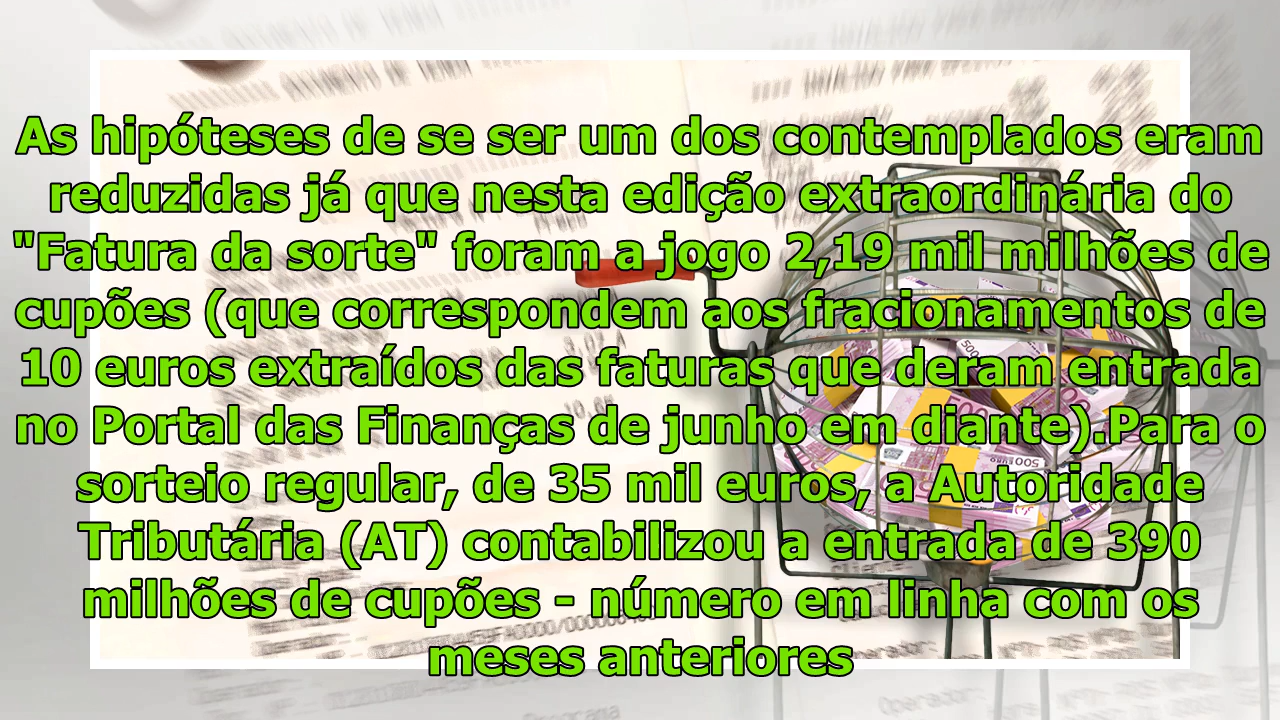 As hipóteses de se ser um dos contemplados eram
reduzidas já que nesta edição extraordinária do
"Fatura da sorte" foram a jogo 2,19 mil milhões de
cupões (que correspondem aos fracionamentos de
10 euros extraídos das faturas que deram entrada
no Portal das Finanças de junho em diante).Para o
sorteio regular, de 35 mil euros, a Autoridade
Tributária (AT) contabilizou a entrada de 390
milhões de cupões - número em linha com os
meses anteriores